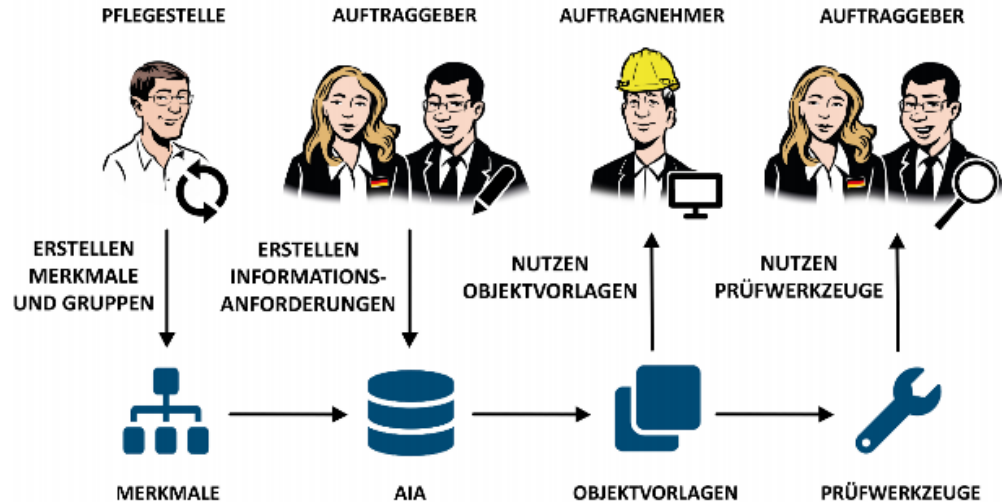 PFLEGESTELLE
AUFTRAGGEBER
AUFTRAGNEHMER
AUFTRAGGEBER
ERSTELLEN
MERKMALE
UND GRUPPEN
ERSTELLEN
INFORMATIONS-
ANFORDERUNGEN
NUTZEN
OBJEKTVORLAGEN
NUTZEN
PRÜFWERKZEUGE
MERKMALE
AIA
OBJEKTVORLAGEN
PRÜFWERKZEUGE